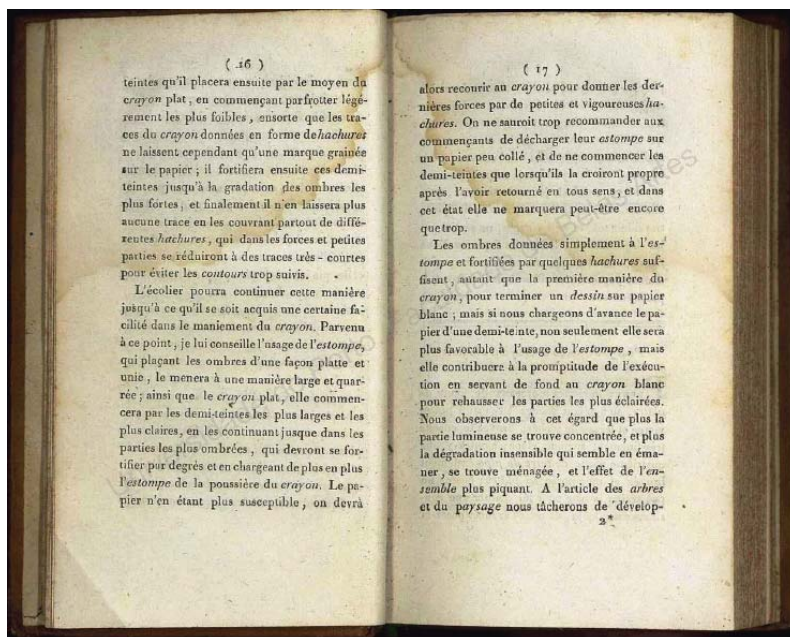 ( 16 )
teintes qu'il placera ensuite par le moyen du
crayon plat, en commençant par frotter légé-
rement les plus foibles, ensorte que les tra-
ces du crayon données en forme de hachures
ne laissent cependant qu'une marque grainée
sur le papier ; il fortifiera ensuite ces demi-
teintes jusqu'à la gradation des ombres les
plus fortes, et finalement il n'en laissera plus
aucune trace en les couvrant partout de diffé-
rentes hachures, qui dans les forces et petites
parties se réduiront à des traces très-courtes
pour éviter les contours trop suivis.
L'écolier pourra continuer cette manière
jusqu'à ce qu'il se soit acquis une certaine fa-
cilité dans le maniement du crayon. Parvenu
à ce point, je lui conseille l'usage de l'estompe,
qui plaçant les ombres d'une façon platte et
unie, le menera à une manière large et quar-
rée ; ainsi que le crayon plat, elle commen-
cera par les demi-teintes les plus larges et les
plus claires, en les continuant jusque dans les
parties les plus ombrées, qui devront se for-
tifier par degrés et en chargeant de plus en plus
l'estompe de la poussière du crayon. Le pa-
pier n'en étant plus susceptible, on devra
( 17 )
alors recourir au crayon pour donner les der-
nières forces par de petites et vigoureuses ha-
chures. On ne sauroit trop recommander aux
commençants de décharger leur estompe sur
un papier peu collé, et de ne commencer les
demi-teintes que lorsqu'ils la croiront propre
après l'avoir retourné en tous sens, et dans
cet état elle ne marquera peut-être encore
que trop.
Les ombres données simplement à l'es-
tompe et fortifiées par quelques hachures suf-
fisent, autant que la première manière du
crayon, pour terminer un dessin sur papier
blanc ; mais si nous chargeons d'avance le pa-
pier d'une demi-teinte, non seulement elle sera
plus favorable à l'usage de l'estompe, mais
elle contribuera à la promptitude de l'exécu-
tion en servant de fond au crayon blanc
pour rehausser les parties les plus éclairées.
Nous observerons à cet égard que plus la
partie lumineuse se trouve concentrée, et plus
la dégradation insensible qui semble en éma-
ner, se trouve ménagée, et l'effet de l'en-
semble plus piquant. A l'article des arbres
et du paysage nous tâcherons de dévelop-
2*